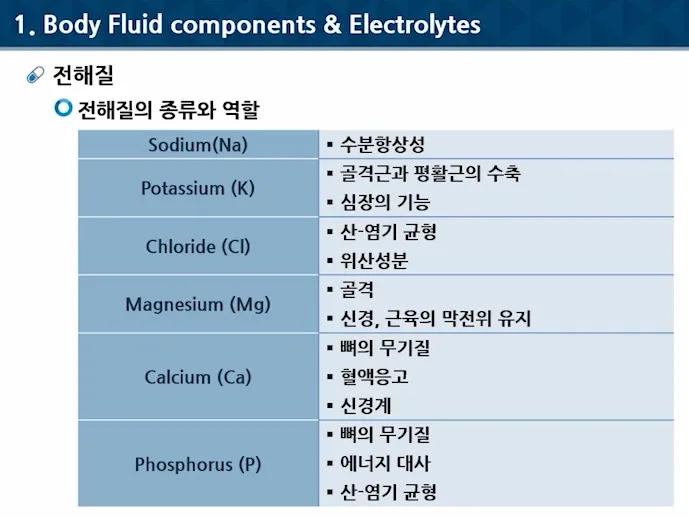 1. Body Fluid components & Electrolytes
전해질
전해질의 종류와 역할
Sodium(Na)
▪ 수분항상성
Potassium (K)
▪ 골격근과 평활근의 수축
▪ 심장의 기능
Chloride (Cl)
▪ 산-염기 균형
▪ 위산성분
Magnesium (Mg)
▪ 골격
▪ 신경, 근육의 막전위 유지
Calcium (Ca)
▪ 뼈의 무기질
▪ 혈액응고
▪ 신경계
Phosphorus (P)
▪ 뼈의 무기질
▪ 에너지 대사
▪ 산-염기 균형